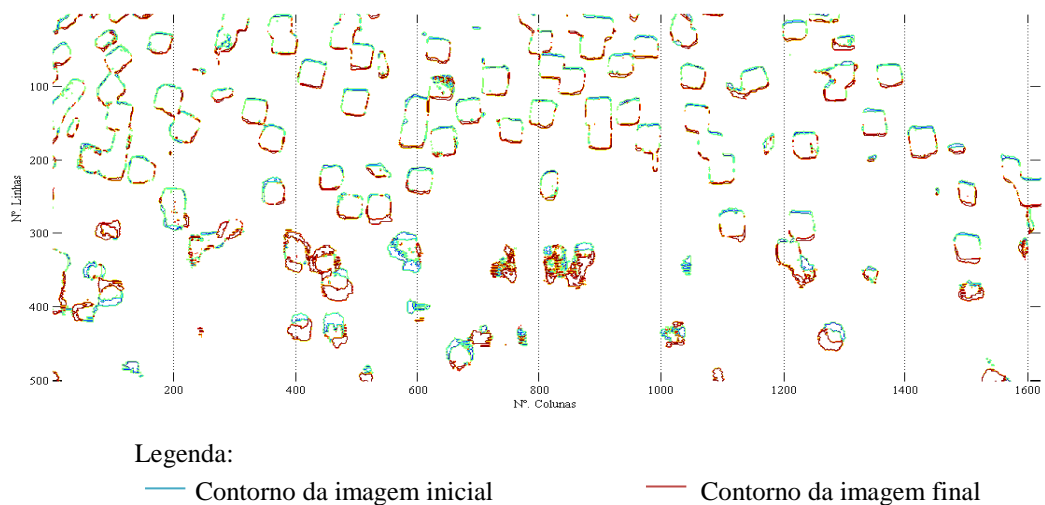 100
200
300
400
500
Nº. Linhas
200 400 600 800 1000 1200 1400 1600
Nº. Colunas
Legenda:
Contorno da imagem inicial Contorno da imagem final